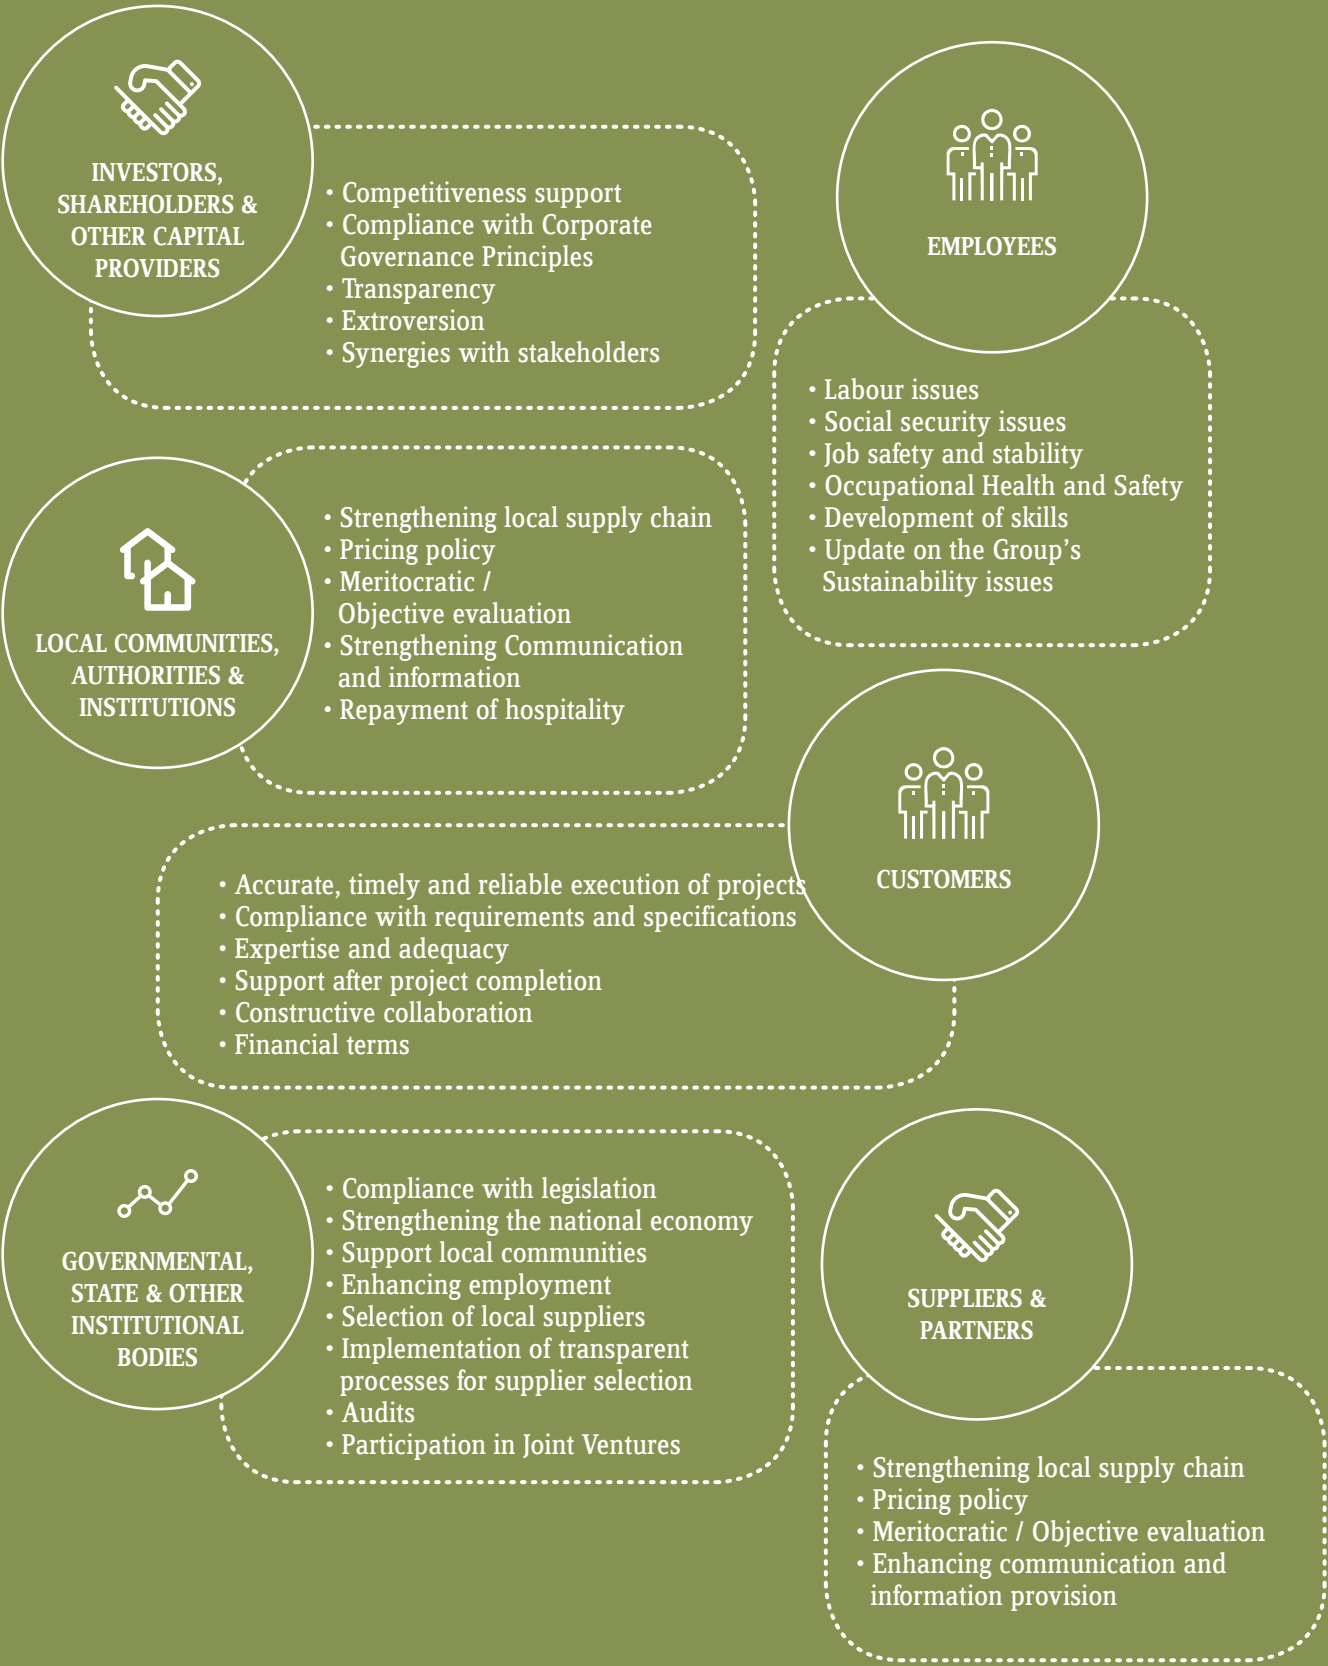 INVESTORS,
SHAREHOLDERS &
OTHER CAPITAL
PROVIDERS
• Competitiveness support
• Compliance with Corporate
Governance Principles
• Transparency
• Extroversion
• Synergies with stakeholders
EMPLOYEES
• Labour issues
• Social security issues
• Job safety and stability
• Occupational Health and Safety
• Development of skills
• Update on the Group's
Sustainability issues
LOCAL COMMUNITIES,
AUTHORITIES &
INSTITUTIONS
• Strengthening local supply chain
• Pricing policy
• Meritocratic /
Objective evaluation
• Strengthening Communication
and information
• Repayment of hospitality
CUSTOMERS
• Accurate, timely and reliable execution of projects
• Compliance with requirements and specifications
• Expertise and adequacy
• Support after project completion
• Constructive collaboration
• Financial terms
GOVERNMENTAL,
STATE & OTHER
INSTITUTIONAL
BODIES
• Compliance with legislation
• Strengthening the national economy
• Support local communities
• Enhancing employment
• Selection of local suppliers
• Implementation of transparent
processes for supplier selection
• Audits
• Participation in Joint Ventures
SUPPLIERS &
PARTNERS
• Strengthening local supply chain
• Pricing policy
• Meritocratic / Objective evaluation
• Enhancing communication and
information provision